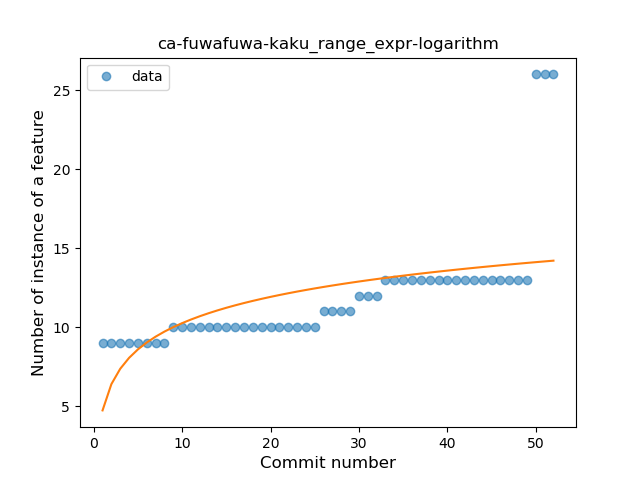 ca-fuwafuwa-kaku_range_expr-logarithm
data
Number of instance of a feature
25
20
15
10
5
0
10
20
30
40
50
Commit number